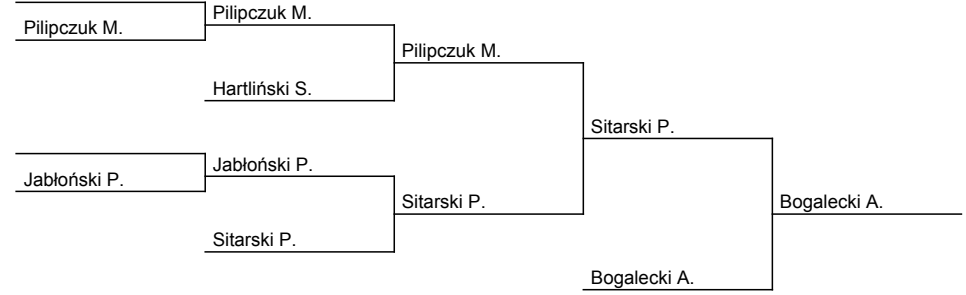 Pilipczuk M.
Pilipczuk M.
Pilipczuk M.
Hartliński S.
Sitarski P.
Jabłoński P.
Jabłoński P.
Sitarski P.
Bogalecki A.
Sitarski P.
Bogalecki A.